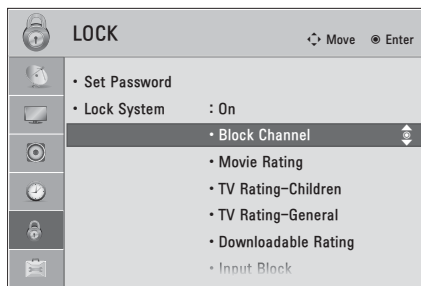 LOCK
Move Enter
• Set Password
• Lock System : On
• Block Channel
• Movie Rating
• TV Rating-Children
• TV Rating-General
• Downloadable Rating
• Input Block